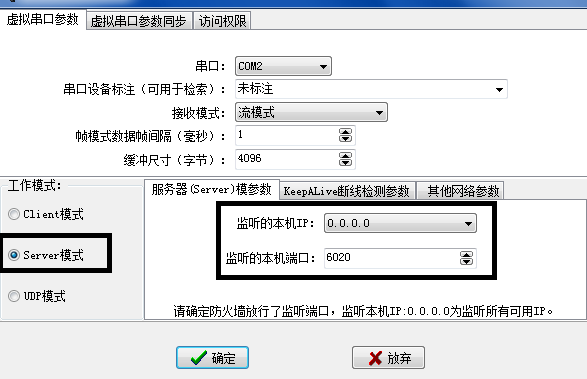 虚拟串口参数 虚拟串口参数同步 访问权限
串口： COM2
串口设备标注（可用于检索）： 未标注
接收模式： 流模式
帧模式数据帧间隔（毫秒）： 1
缓冲尺寸（字节）： 4096
工作模式：
Client模式
Server模式
UDP模式
服务器(Server)模参数 KeepALive断线检测参数 其他网络参数
监听的本机IP： 0.0.0.0
监听的本机端口： 6020
请确定防火墙放行了监听端口，监听本机IP:0.0.0.0为监听所有可用IP。
确定 放弃